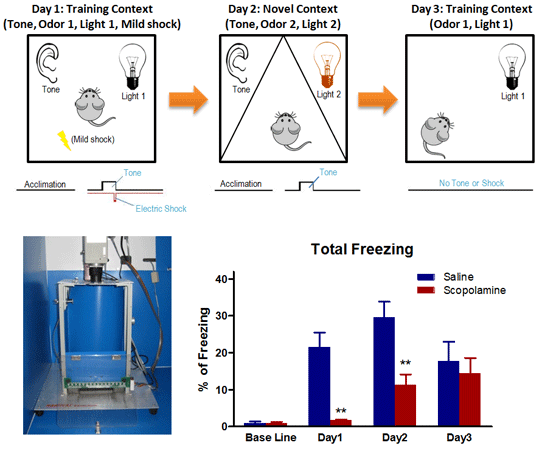 Day 1: Training Context
(Tone, Odor 1, Light 1, Mild shock)
Day 2: Novel Context
(Tone, Odor 2, Light 2)
Day 3: Training Context
(Odor 1, Light 1)
Tone
Light 1
(Mild shock)
Tone
Light 2
Light 1
Acclimation
Tone
Electric Shock
Acclimation
Tone
No Tone or Shock
Total Freezing
Saline
Scopolamine
% of Freezing
40
30
20
10
0
**
**
Base Line
Day1
Day2
Day3